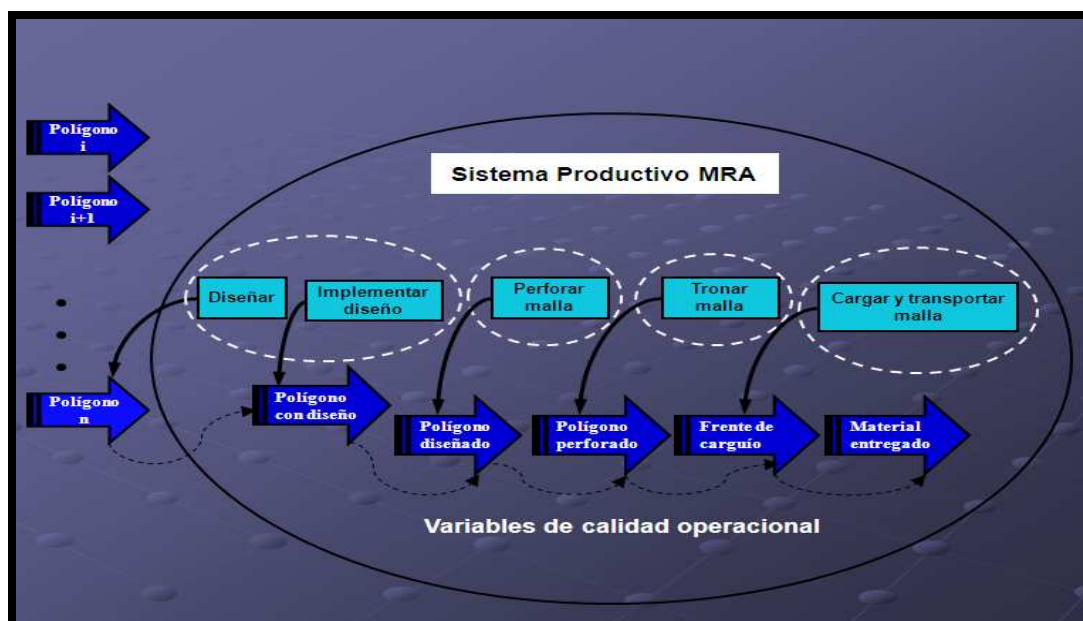 Polígono
i
Sistema Productivo MRA
Polígono
i+1
Diseñar
Implementar
diseño
Perforar
malla
Tronar
malla
Cargar y transportar
malla
Polígono
n
Polígono
con diseño
Polígono
diseñado
Polígono
perforado
Frente de
carguío
Material
entregado
Variables de calidad operacional